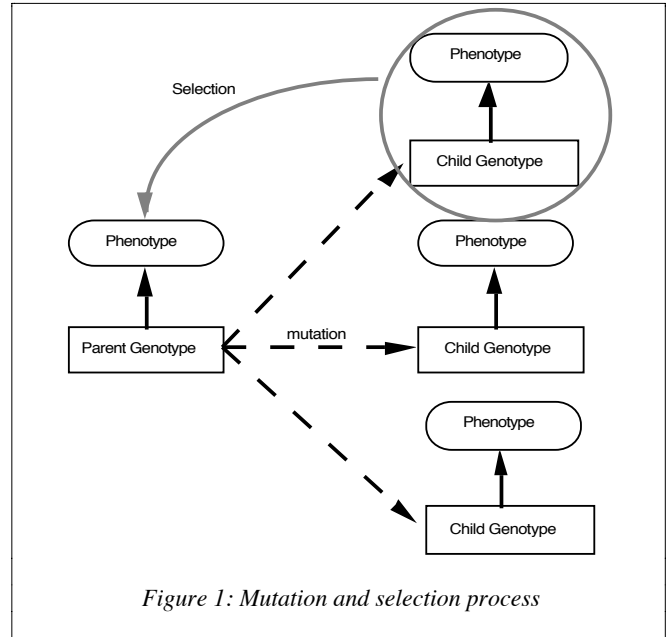 Phenotype
Selection
Child Genotype
Phenotype
Phenotype
mutation
Parent Genotype
Child Genotype
Phenotype
Child Genotype
Figure 1: Mutation and selection process